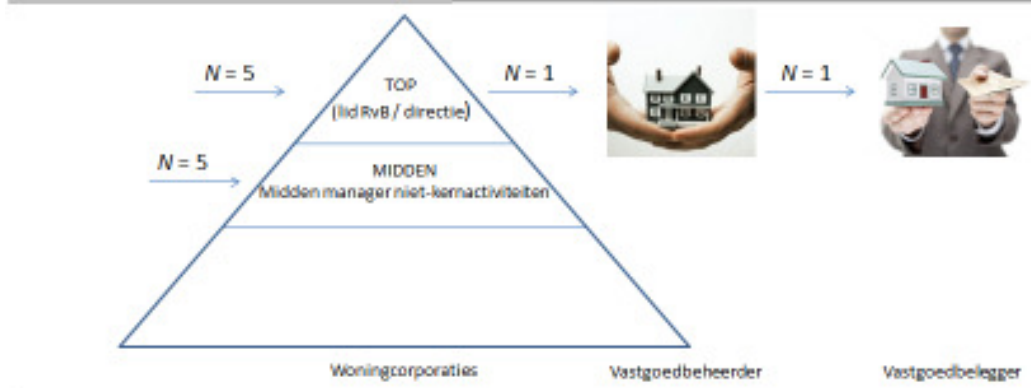 N = 5
TOP
(lid RvB / directie)
N = 1
N = 1
N = 5
MIDDEN
Midden manager niet-kernactiviteiten
Woningcorporaties
Vastgoedbeheerder
Vastgoedbelegger